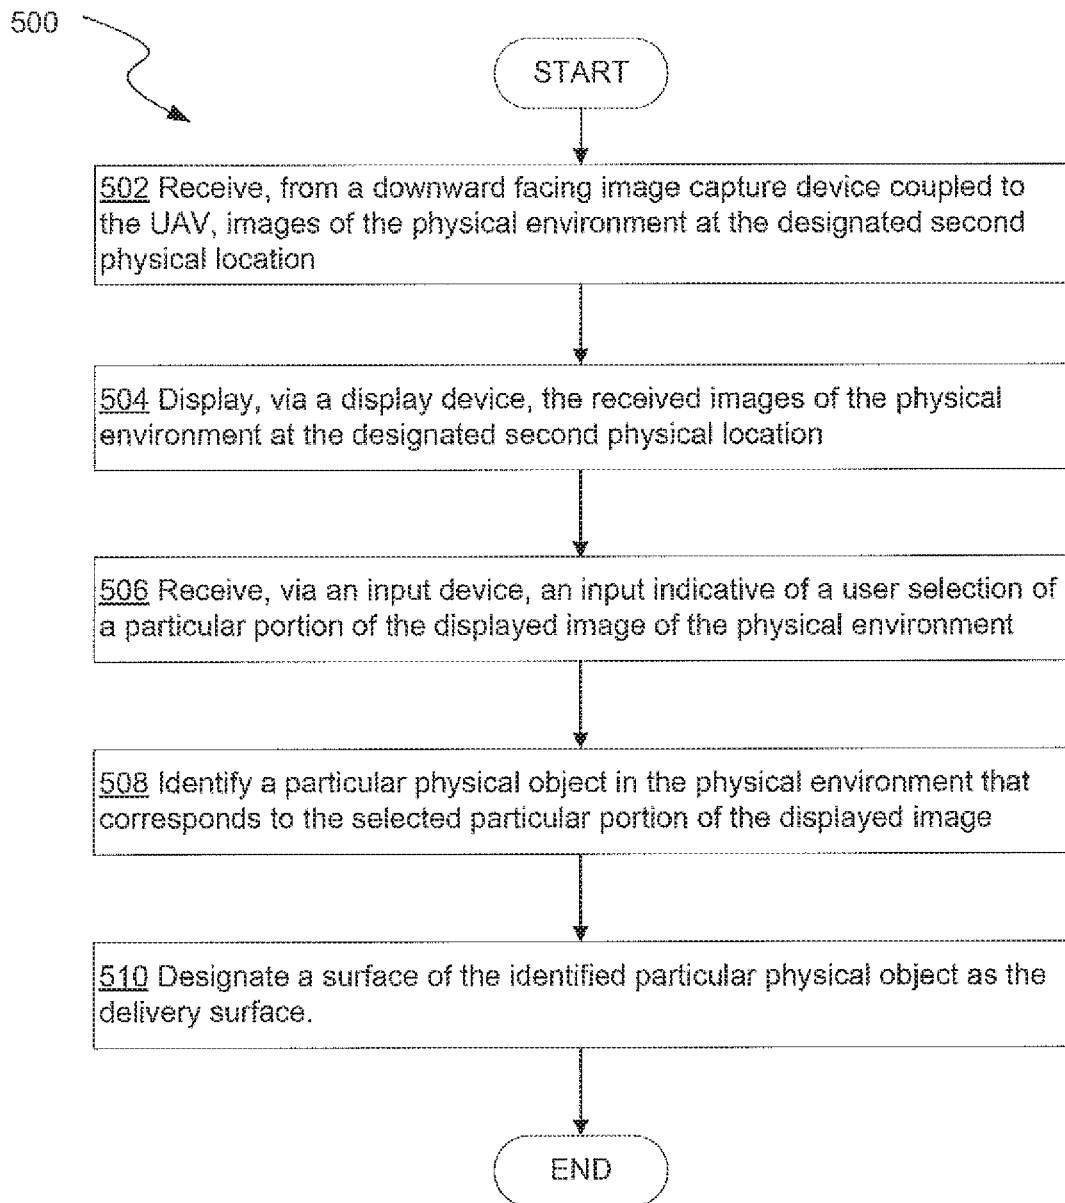 500
START
502 Receive, from a downward facing image capture device coupled to
the UAV, images of the physical environment at the designated second
physical location
504 Display, via a display device, the received images of the physical
environment at the designated second physical location
506 Receive, via an input device, an input indicative of a user selection of
a particular portion of the displayed image of the physical environment
508 Identify a particular physical object in the physical environment that
corresponds to the selected particular portion of the displayed image
510 Designate a surface of the identified particular physical object as the
delivery surface.
END